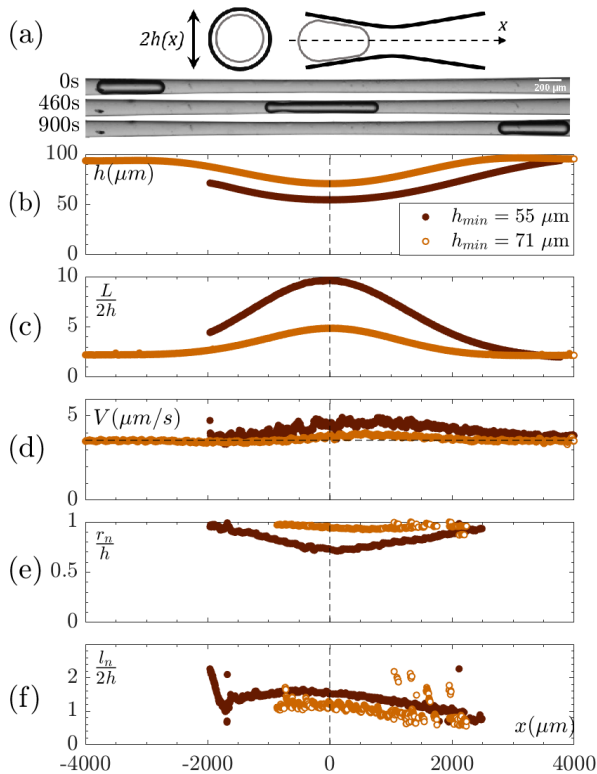 (a)
2h(x)
x
0s
200 μm
460s
900s
(b)
100
50
0
h(μm)
h_min = 55 μm
h_min = 71 μm
(c)
10
5
0
L/2h
(d)
5
0
V(μm/s)
(e)
1
0.5
0
r_n/h
(f)
2
1
0
l_n/2h
x(μm)
-4000 -2000 0 2000 4000